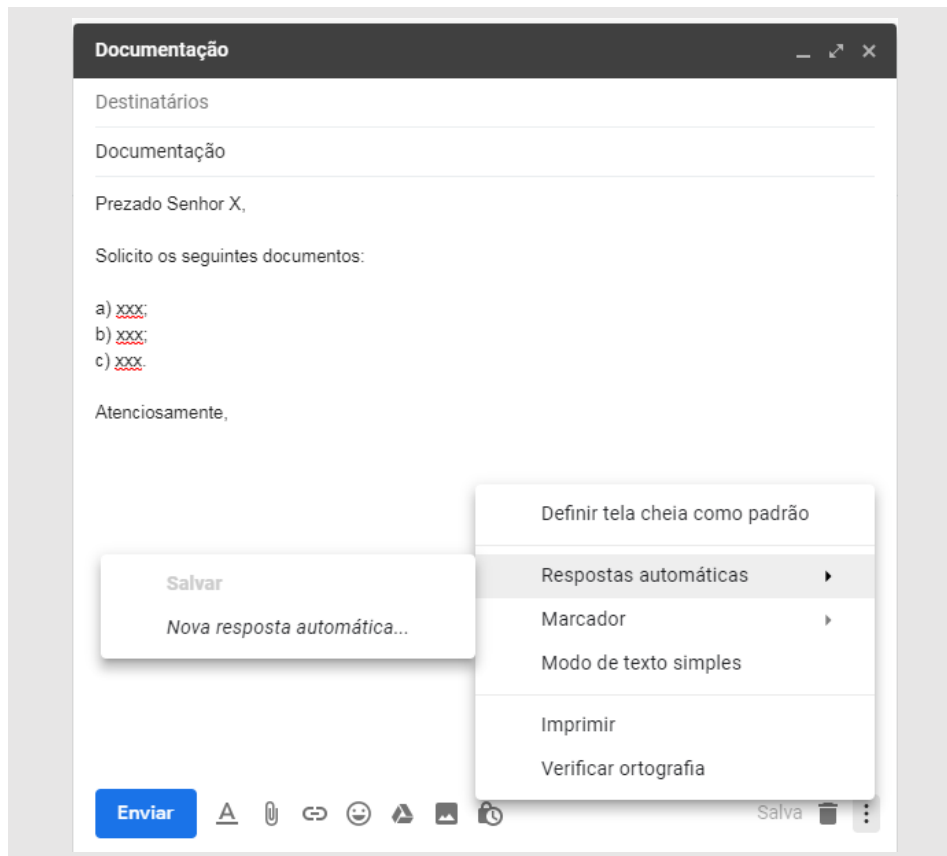 Documentação
Destinatários
Documentação
Prezado Senhor X,
Solicito os seguintes documentos:
a) xxx;
b) xxx;
c) xxx.
Atenciosamente,
Definir tela cheia como padrão
Respostas automáticas
Salvar
Nova resposta automática...
Marcador
Modo de texto simples
Imprimir
Verificar ortografia
Enviar
A
Salva